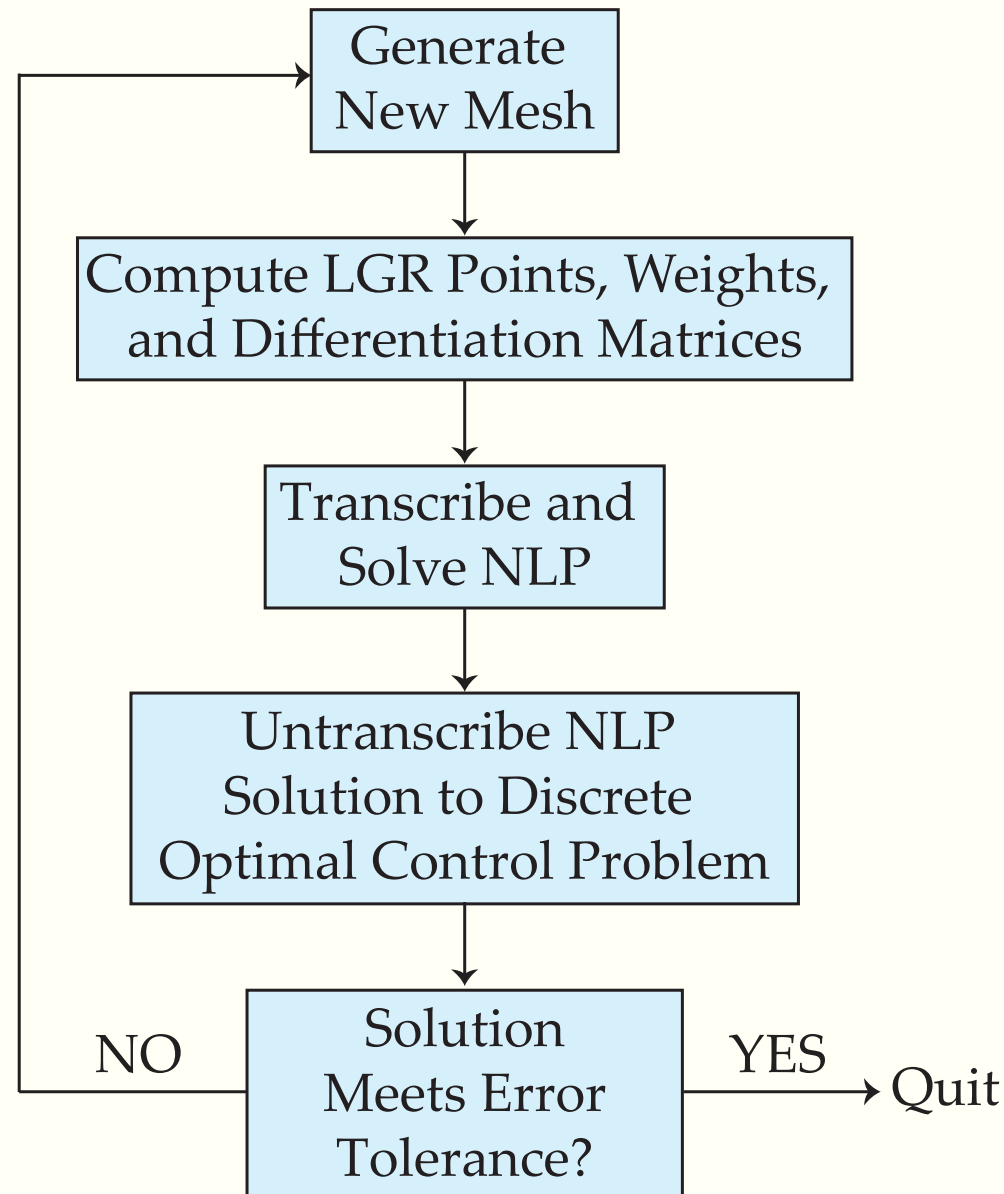 Generate
New Mesh
Compute LGR Points, Weights,
and Differentiation Matrices
Transcribe and
Solve NLP
Untranscribe NLP
Solution to Discrete
Optimal Control Problem
Solution
Meets Error
Tolerance?
NO
YES
Quit